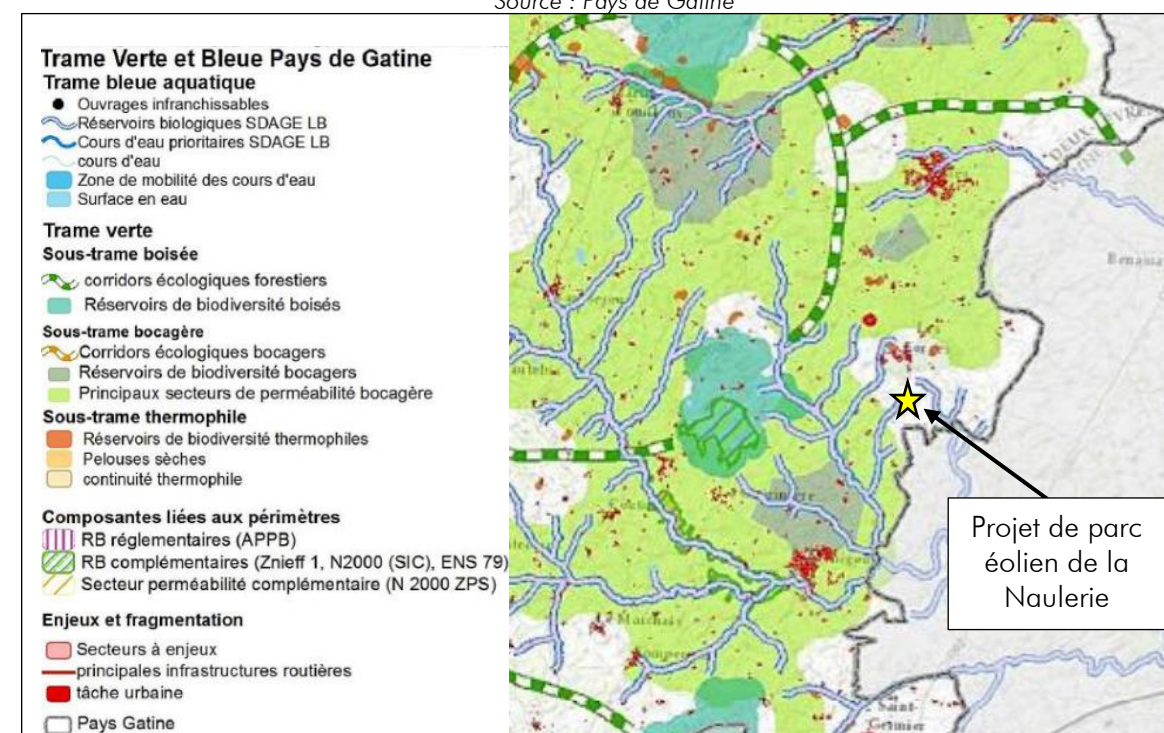 Source : Pays de Gatine
Trame Verte et Bleue Pays de Gatine
Trame bleue aquatique
Ouvrages infranchissables
Réservoirs biologiques SDAGE LB
Cours d'eau prioritaires SDAGE LB
cours d'eau
Zone de mobilité des cours d'eau
Surface en eau
Trame verte
Sous-trame boisée
corridors écologiques forestiers
Réservoirs de biodiversité boisés
Sous-trame bocagère
Corridors écologiques bocagers
Réservoirs de biodiversité bocagers
Principaux secteurs de perméabilité bocagère
Sous-trame thermophile
Réservoirs de biodiversité thermophiles
Pelouses sèches
continuité thermophile
Composantes liées aux périmètres
RB réglementaires (APPB)
RB complémentaires (Znieff 1, N2000 (SIC), ENS 79)
Secteur perméabilité complémentaire (N 2000 ZPS)
Enjeux et fragmentation
Secteurs à enjeux
principales infrastructures routières
tâche urbaine
Pays Gatine
Projet de parc
éolien de la
Naulerie
Saint-